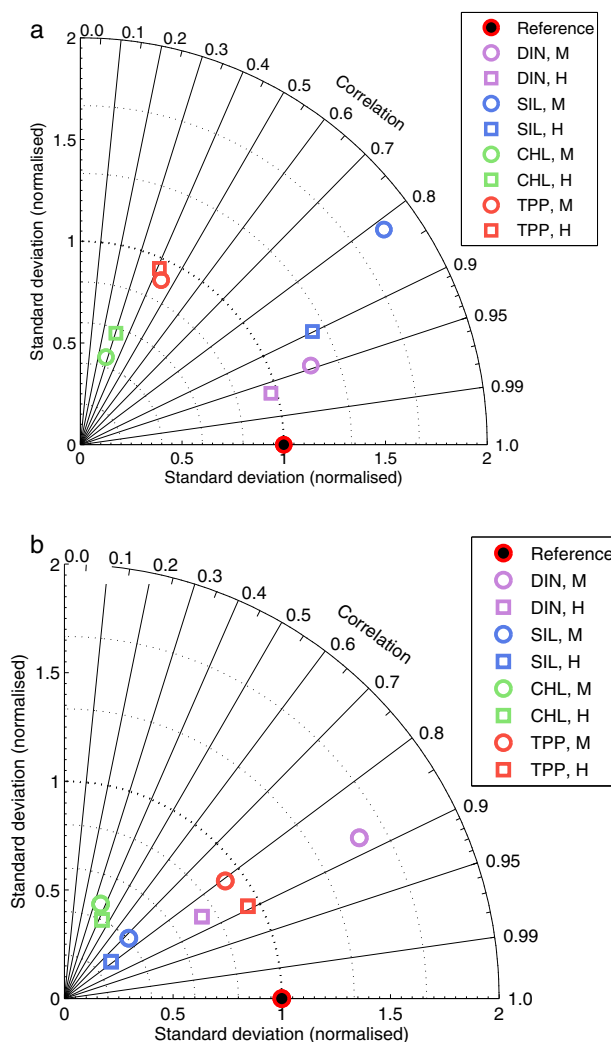 a
2
1.5
1
0.5
0
Standard deviation (normalised)
0.0
0.1
0.2
0.3
0.4
0.5
0.6
0.7
0.8
0.9
0.95
0.99
1.0
Correlation
0
0.5
1
1.5
2
Standard deviation (normalised)
Reference
DIN, M
DIN, H
SIL, M
SIL, H
CHL, M
CHL, H
TPP, M
TPP, H
b
2
1.5
1
0.5
0
Standard deviation (normalised)
0.0
0.1
0.2
0.3
0.4
0.5
0.6
0.7
0.8
0.9
0.95
0.99
1.0
Correlation
0
0.5
1
1.5
2
Standard deviation (normalised)
Reference
DIN, M
DIN, H
SIL, M
SIL, H
CHL, M
CHL, H
TPP, M
TPP, H